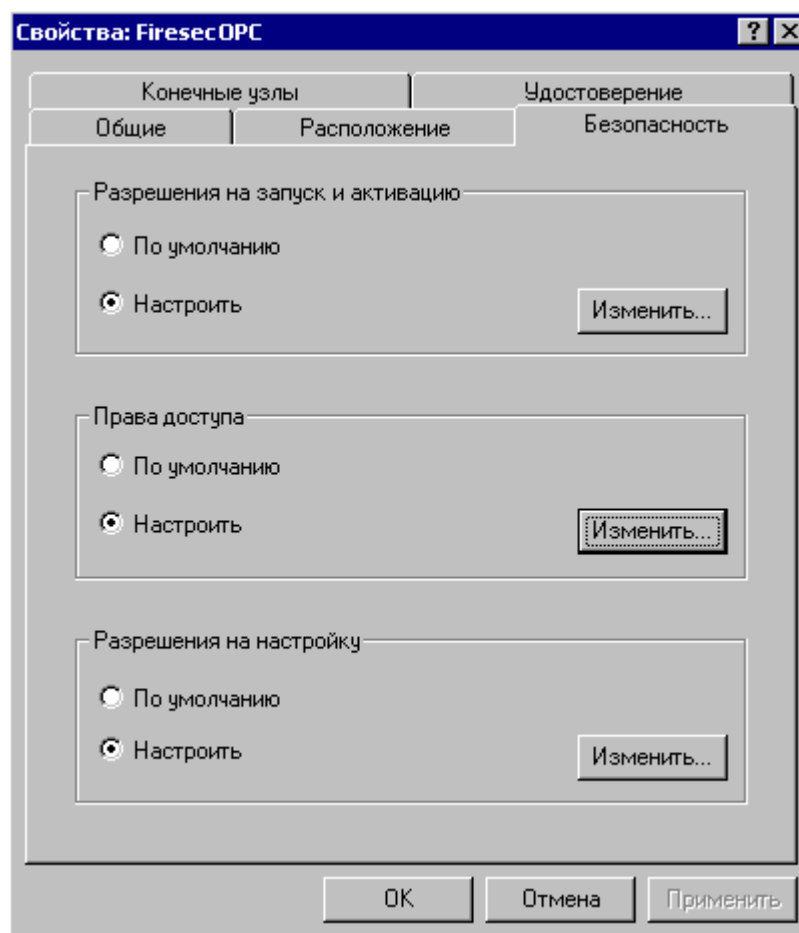 Свойства: FiresecOPC
Конечные узлы
Удостоверение
Общие
Расположение
Безопасность
Разрешения на запуск и активацию
По умолчанию
Настроить
Изменить...
Права доступа
По умолчанию
Настроить
Изменить...
Разрешения на настройку
По умолчанию
Настроить
Изменить...
OK
Отмена
Применить